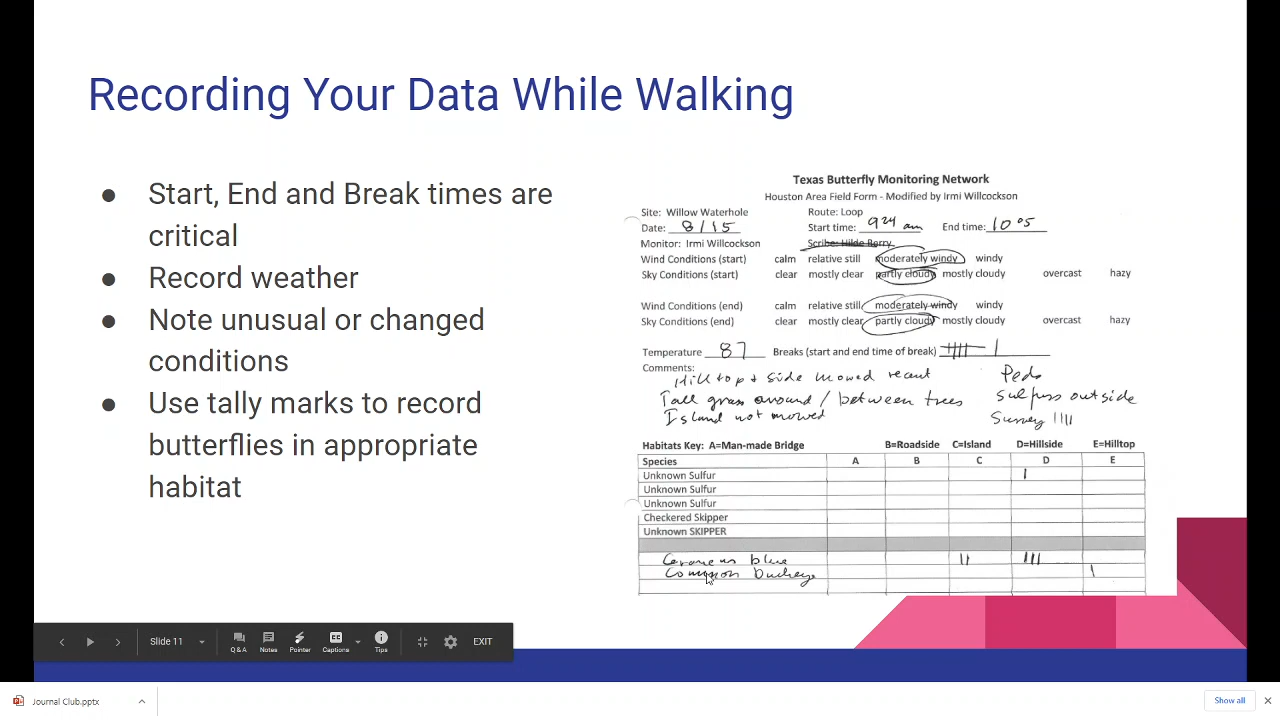 Recording Your Data While Walking
● Start, End and Break times are
critical
● Record weather
● Note unusual or changed
conditions
● Use tally marks to record
butterflies in appropriate
habitat
Texas Butterfly Monitoring Network
Houston Area Field Form - Modified by Irmi Willcockson
Site: Willow Waterhole Route: Loop
Date: 8/15 Start time: 9 24 am End time: 10 05
Monitor: Irmi Willcockson Scribe: Hilde Berry
Wind Conditions (start) calm relative still moderately windy windy
Sky Conditions (start) clear mostly clear partly cloudy mostly cloudy overcast hazy
Wind Conditions (end) calm relative still moderately windy windy
Sky Conditions (end) clear mostly clear partly cloudy mostly cloudy overcast hazy
Temperature 87 Breaks (start and end time of break)
Comments:
Hilltop + side mowed recent
Tall grass around / between trees
Island not mowed
outside
Survey
Habitats Key: A=Man-made Bridge B=Roadside C=Island D=Hillside E=Hilltop
Species A B C D E
Unknown Sulfur
Unknown Sulfur
Unknown Sulfur
Checkered Skipper
Unknown SKIPPER
blue
Common Buckeye
Slide 11 Q&A Notes Pointer Captions Tips EXIT
Journal Club.pptx Show all